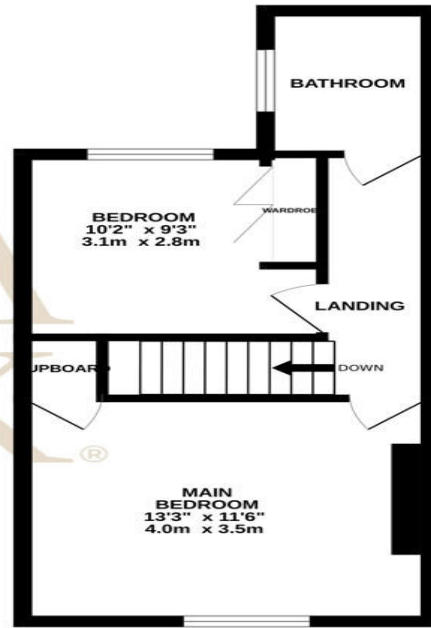 BATHROOM
BEDROOM
10'2" x 9'3"
3.1m x 2.8m
WARDROBE
LANDING
UPBOARD
DOWN
MAIN
BEDROOM
13'3" x 11'6"
4.0m x 3.5m
®